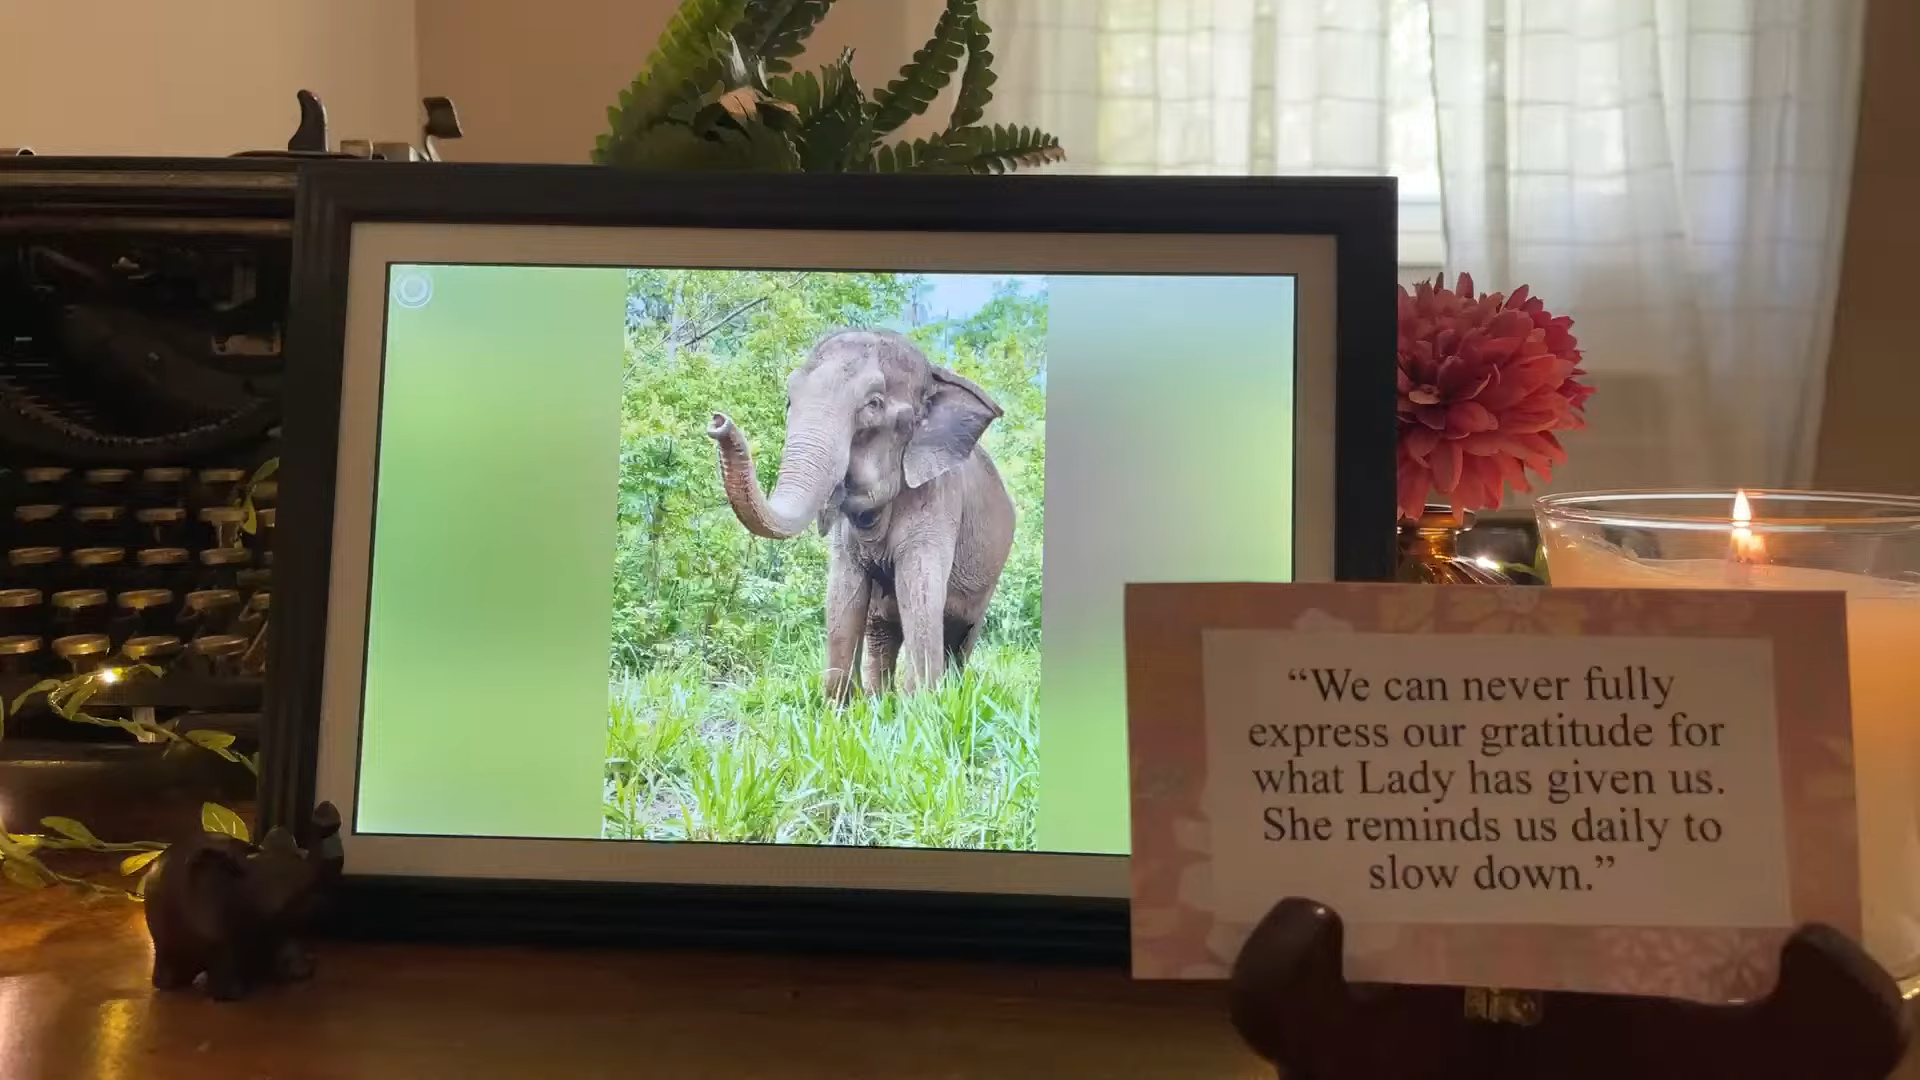 “We can never fully
express our gratitude for
what Lady has given us.
She reminds us daily to
slow down.”